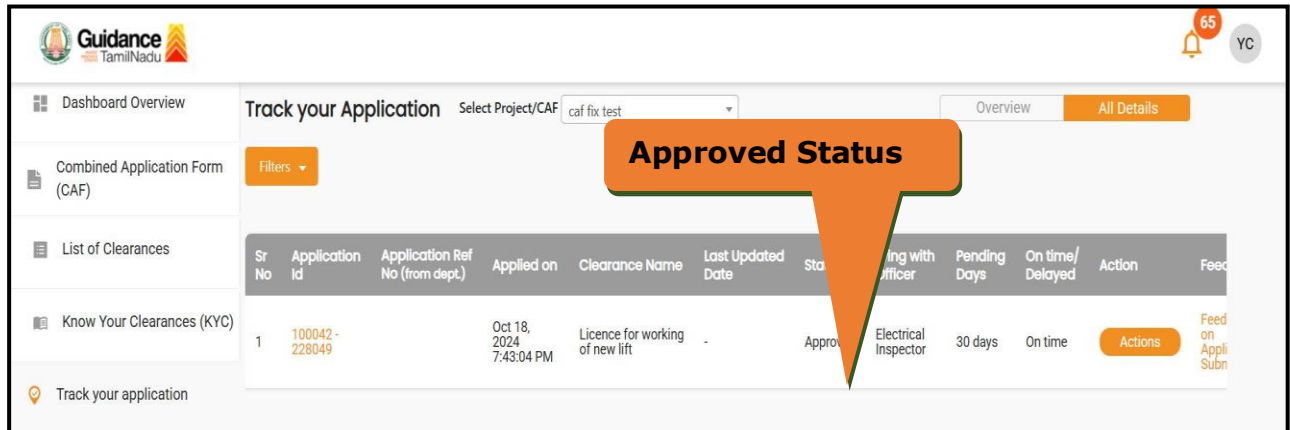 Guidance
TamilNadu
65
YC
Dashboard Overview
Track your Application Select Project/CAF caf fix test Overview All Details
Combined Application Form
(CAF)
Filters
Approved Status
List of Clearances
Sr
No
Application
Id
Application Ref
No (from dept.)
Applied on
Clearance Name
Last Updated
Date
Pending
Days
On time/
Delayed
Action
Know Your Clearances (KYC)
1
100042 -
228049
Oct 18,
2024
7:43:04 PM
Licence for working
of new lift
-
Electrical
Inspector
30 days
On time
Actions
on
Track your application